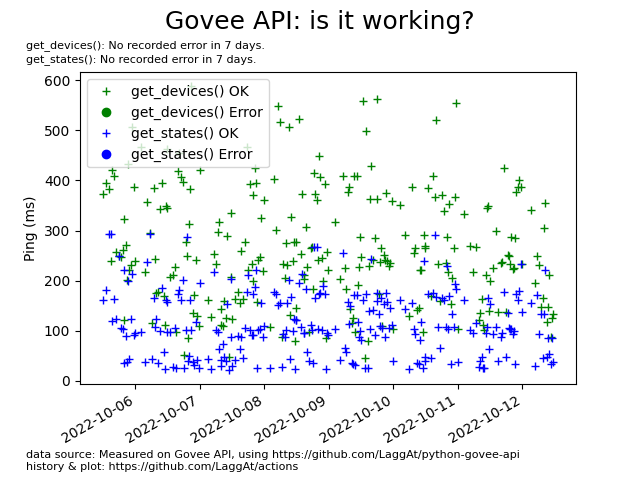 Govee API: is it working?
get_devices(): No recorded error in 7 days.
get_states(): No recorded error in 7 days.
600
500
400
300
200
100
0
Ping (ms)
get_devices() OK
get_devices() Error
get_states() OK
get_states() Error
2022-10-06
2022-10-07
2022-10-08
2022-10-09
2022-10-10
2022-10-11
2022-10-12
data source: Measured on Govee API, using https://github.com/LaggAt/python-govee-api
history & plot: https://github.com/LaggAt/actions